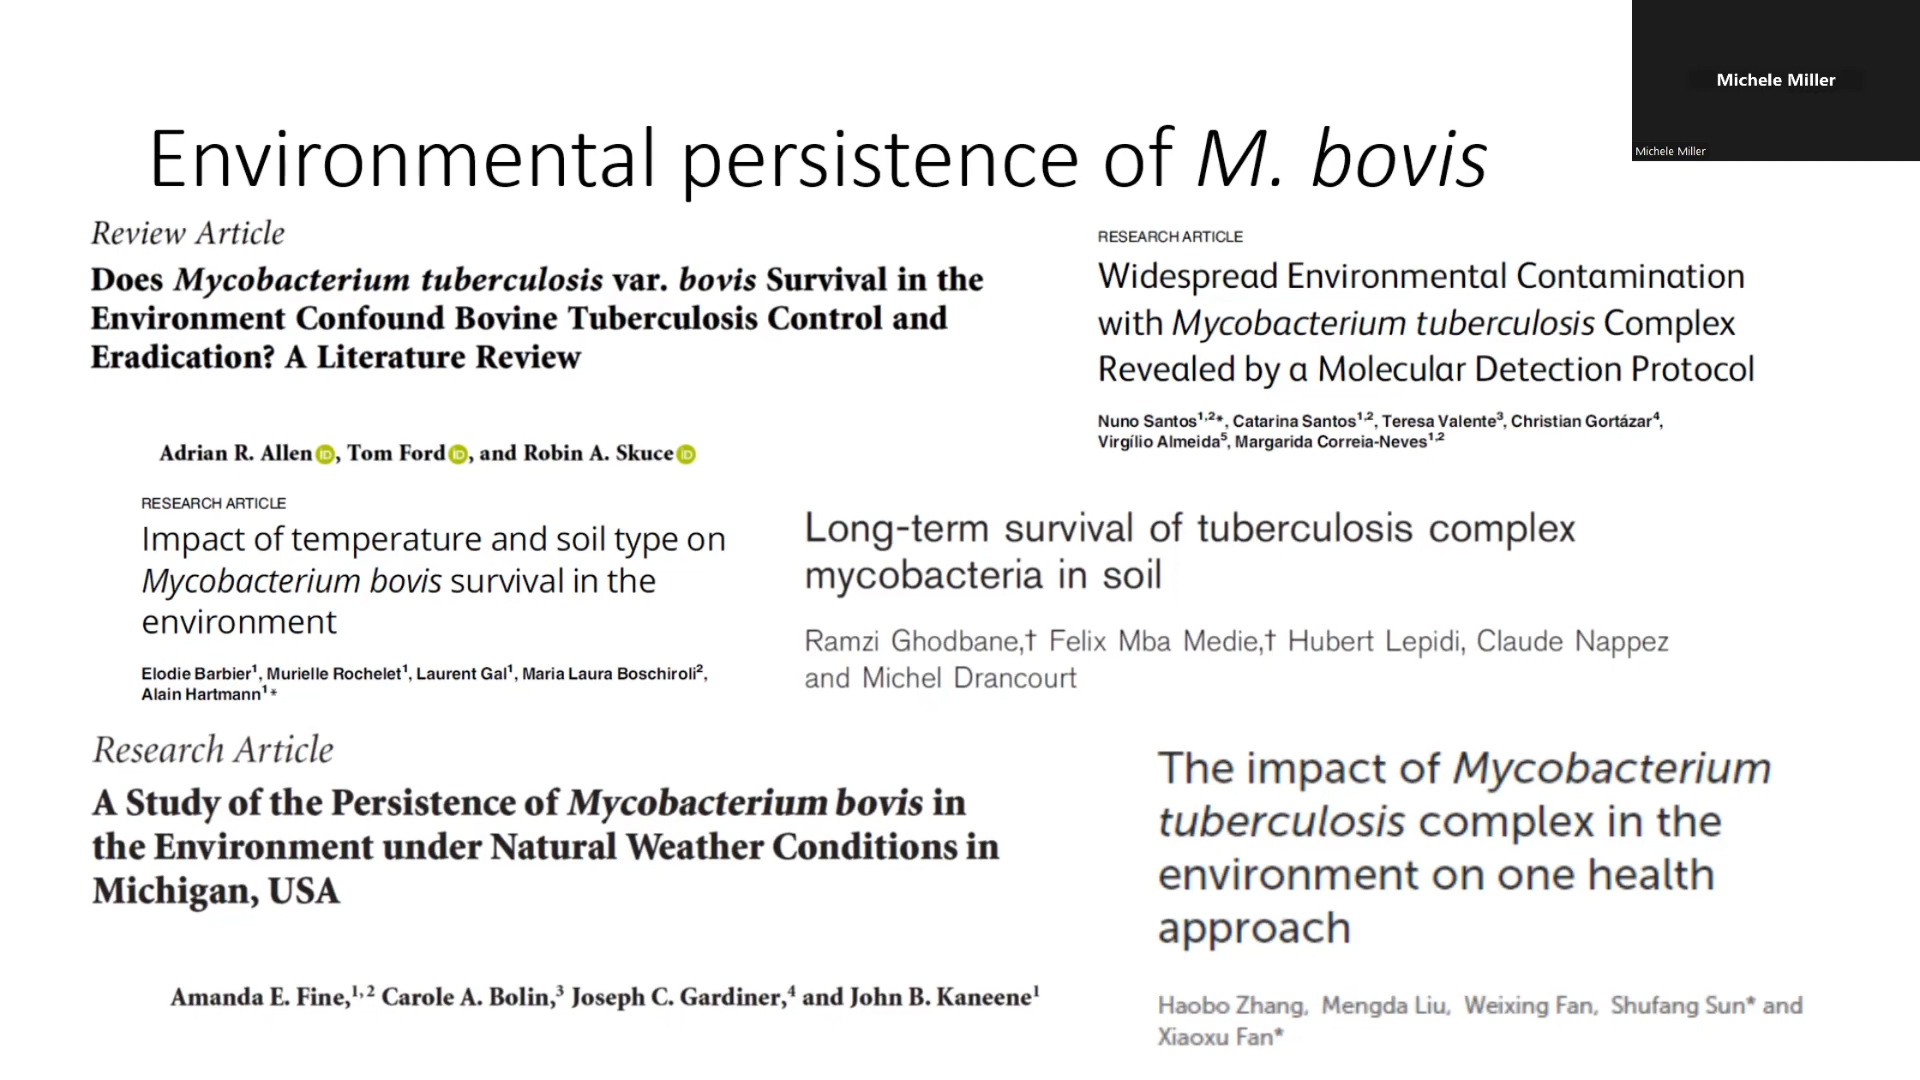 Michele Miller
Michele Miller
Environmental persistence of M. bovis
Review Article
Does Mycobacterium tuberculosis var. bovis Survival in the
Environment Confound Bovine Tuberculosis Control and
Eradication? A Literature Review
Adrian R. Allen iD, Tom Ford iD, and Robin A. Skuce iD
RESEARCH ARTICLE
Widespread Environmental Contamination
with Mycobacterium tuberculosis Complex
Revealed by a Molecular Detection Protocol
Nuno Santos1,2*, Catarina Santos1,2, Teresa Valente3, Christian Gortázar4,
Virgílio Almeida5, Margarida Correia-Neves1,2
RESEARCH ARTICLE
Impact of temperature and soil type on
Mycobacterium bovis survival in the
environment
Elodie Barbier1, Murielle Rochelet1, Laurent Gal1, Maria Laura Boschiroli2,
Alain Hartmann1*
Long-term survival of tuberculosis complex
mycobacteria in soil
Ramzi Ghodbane,† Felix Mba Medie,† Hubert Lepidi, Claude Nappez
and Michel Drancourt
Research Article
A Study of the Persistence of Mycobacterium bovis in
the Environment under Natural Weather Conditions in
Michigan, USA
Amanda E. Fine,1,2 Carole A. Bolin,3 Joseph C. Gardiner,4 and John B. Kaneene1
The impact of Mycobacterium
tuberculosis complex in the
environment on one health
approach
Haobo Zhang, Mengda Liu, Weixing Fan, Shufang Sun* and
Xiaoxu Fan*